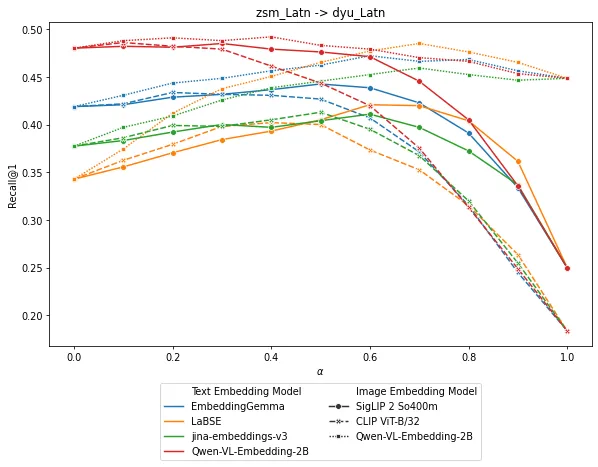 zsm_Latn -> dyu_Latn
Recall@1
0.50
0.45
0.40
0.35
0.30
0.25
0.20
0.0 0.2 0.4 0.6 0.8 1.0
α
Text Embedding Model Image Embedding Model
EmbeddingGemma SigLIP 2 So400m
LaBSE CLIP ViT-B/32
jina-embeddings-v3 Qwen-VL-Embedding-2B
Qwen-VL-Embedding-2B